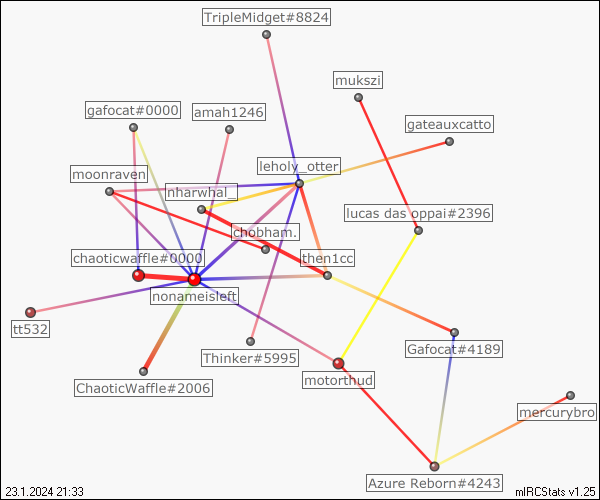 TripleMidget#8824
mukszi
gafocat#0000
amah1246
gateauxcatto
leholy_otter
moonraven
nharwhal_
lucas das oppai#2396
chobham.
chaoticwaffle#0000
then1cc
nonameisleft
tt532
Thinker#5995
Gafocat#4189
ChaoticWaffle#2006
motorthud
mercurybro
Azure Reborn#4243
23.1.2024 21:33
mIRCStats v1.25